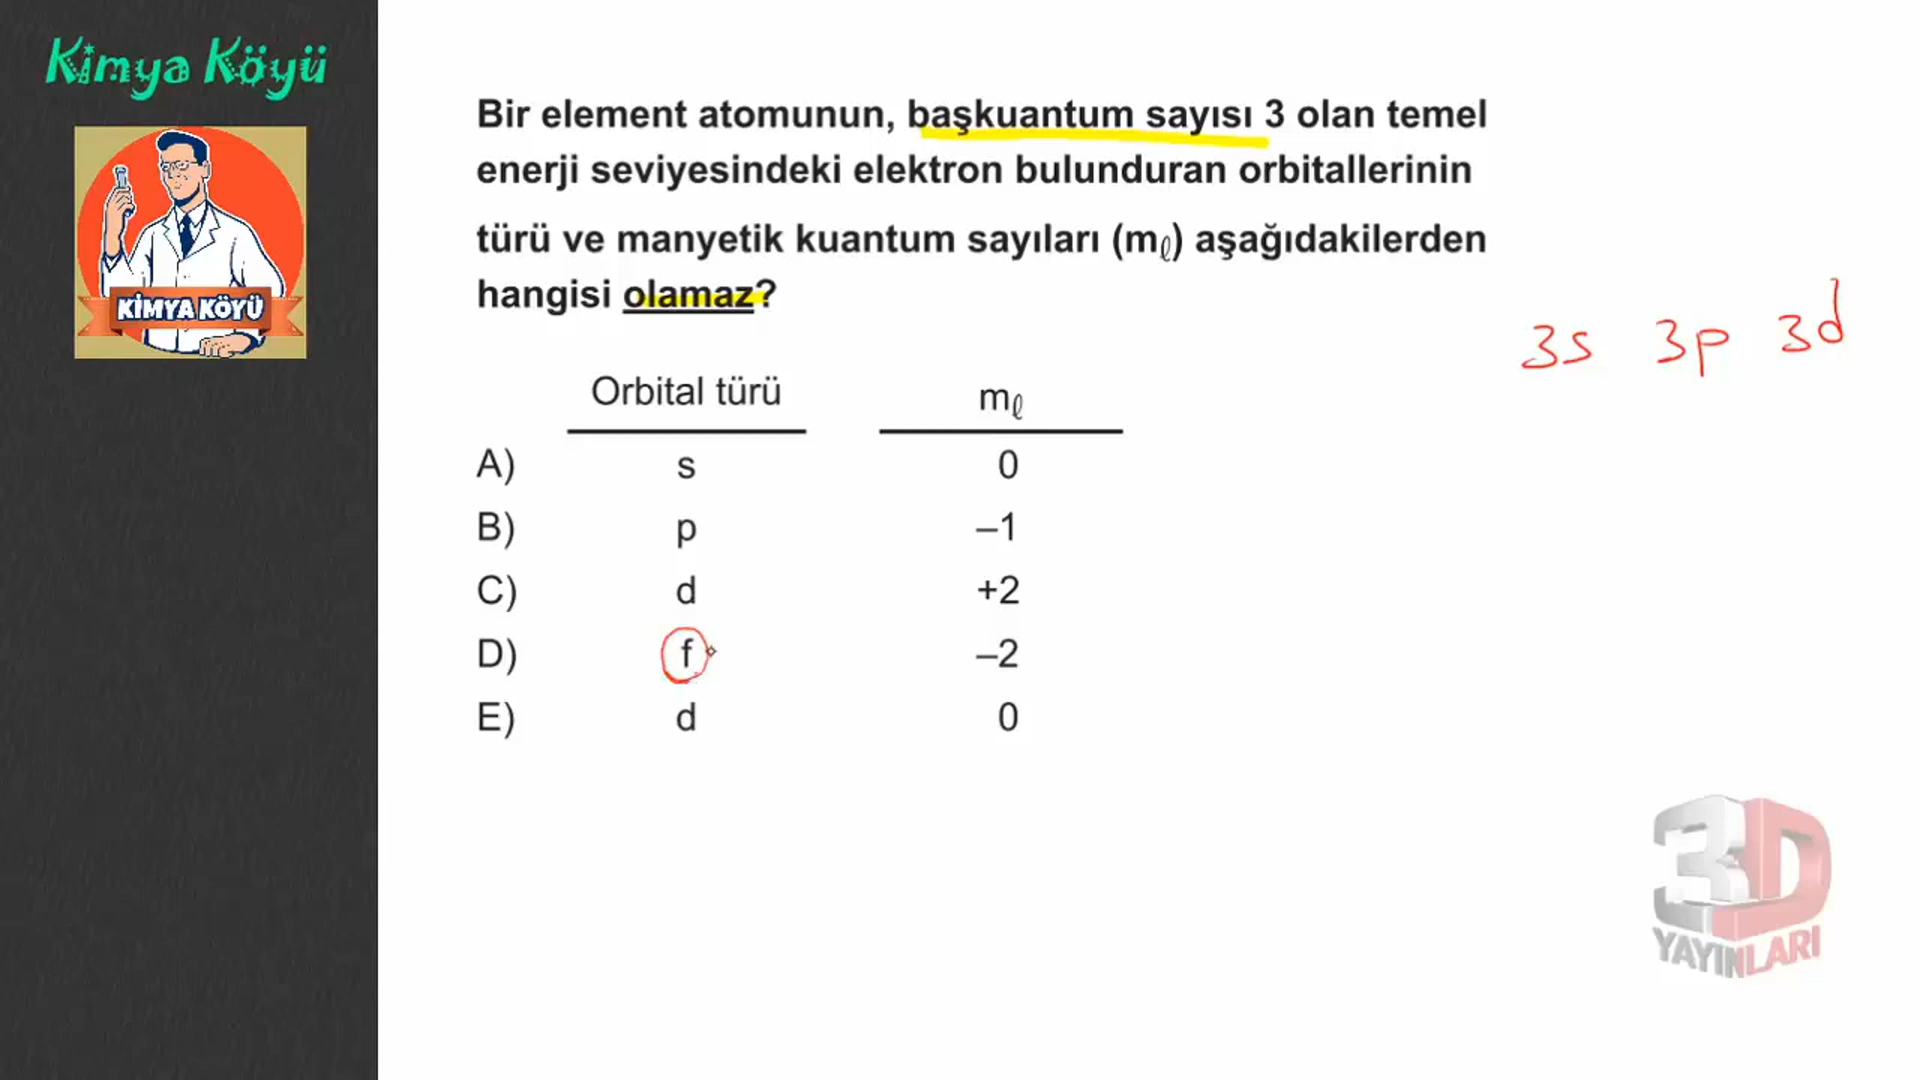 Kimya Köyü
KİMYA KÖYÜ
Bir element atomunun, başkuantum sayısı 3 olan temel
enerji seviyesindeki elektron bulunduran orbitallerinin
türü ve manyetik kuantum sayıları (mℓ) aşağıdakilerden
hangisi olamaz?
3s 3p 3d
Orbital türü mℓ
A) s 0
B) p –1
C) d +2
D) f –2
E) d 0
3D
YAYINLARI